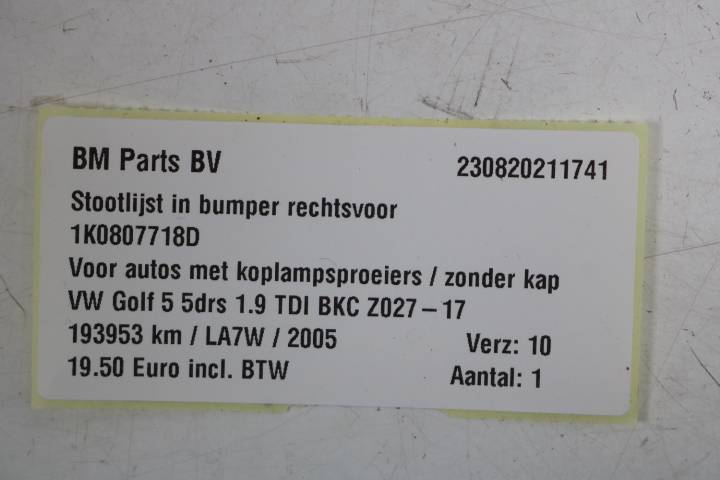 BM Parts BV 230820211741
Stootlijst in bumper rechtsvoor
1K0807718D
Voor autos met koplampsproeiers / zonder kap
VW Golf 5 5drs 1.9 TDI BKC Z027-17
193953 km / LA7W / 2005 Verz: 10
19.50 Euro incl. BTW Aantal: 1